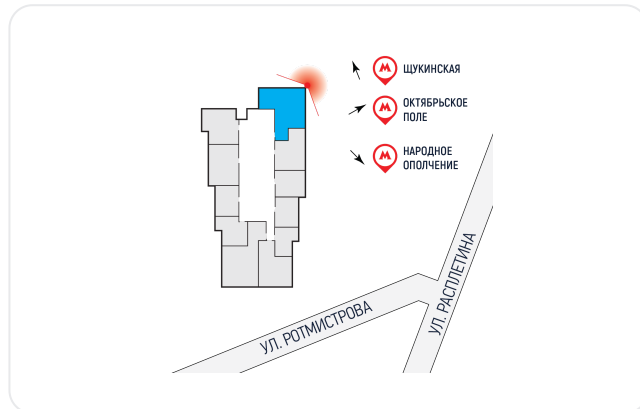 ЩУКИНСКАЯ
ОКТЯБРЬСКОЕ
ПОЛЕ
НАРОДНОЕ
ОПОЛЧЕНИЕ
УЛ. РАСПЛЕТИНА
УЛ. РОТМИСТРОВА